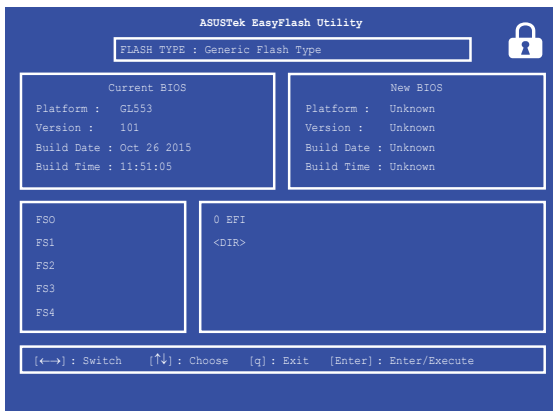 ASUSTek EasyFlash Utility
FLASH TYPE : Generic Flash Type
Current BIOS
Platform : GL553
Version : 101
Build Date : Oct 26 2015
Build Time : 11:51:05
New BIOS
Platform : Unknown
Version : Unknown
Build Date : Unknown
Build Time : Unknown
FS0
FS1
FS2
FS3
FS4
0 EFI
<DIR>
[←→] : Switch [↑↓] : Choose [q] : Exit [Enter] : Enter/Execute